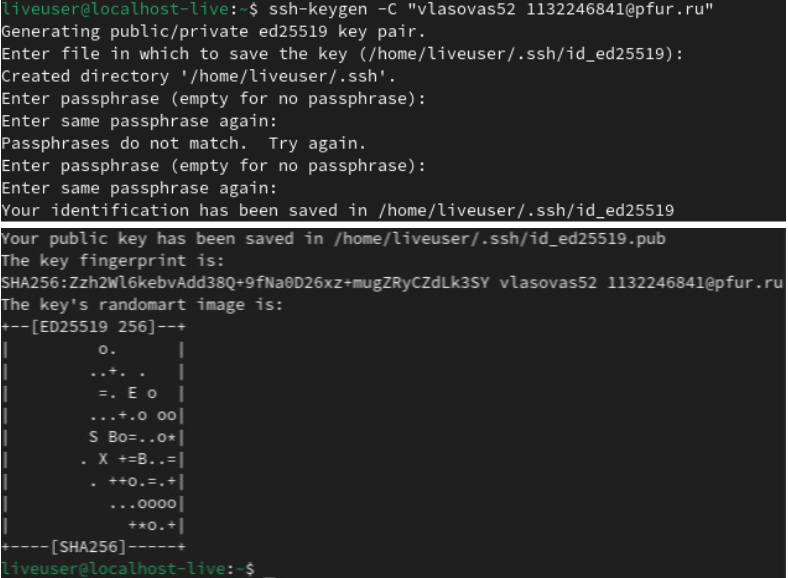 liveuser@localhost-live:~$ ssh-keygen -C "vlasovas52 1132246841@pfur.ru"
Generating public/private ed25519 key pair.
Enter file in which to save the key (/home/liveuser/.ssh/id_ed25519):
Created directory '/home/liveuser/.ssh'.
Enter passphrase (empty for no passphrase):
Enter same passphrase again:
Passphrases do not match.  Try again.
Enter passphrase (empty for no passphrase):
Enter same passphrase again:
Your identification has been saved in /home/liveuser/.ssh/id_ed25519
Your public key has been saved in /home/liveuser/.ssh/id_ed25519.pub
The key fingerprint is:
SHA256:Zzh2Wl6kebvAdd38Q+9fNa0D26xz+mugZRyCZdLk3SY vlasovas52 1132246841@pfur.ru
The key's randomart image is:
+--[ED25519 256]--+
|          o.     |
|         ..+. .  |
|          =. E o |
|         ...+.o oo|
|         S Bo=..o*|
|        . X +=B..=|
|         . ++o.=.+|
|           ...oooo|
|             +*o.+|
+----[SHA256]-----+
liveuser@localhost-live:~$ _